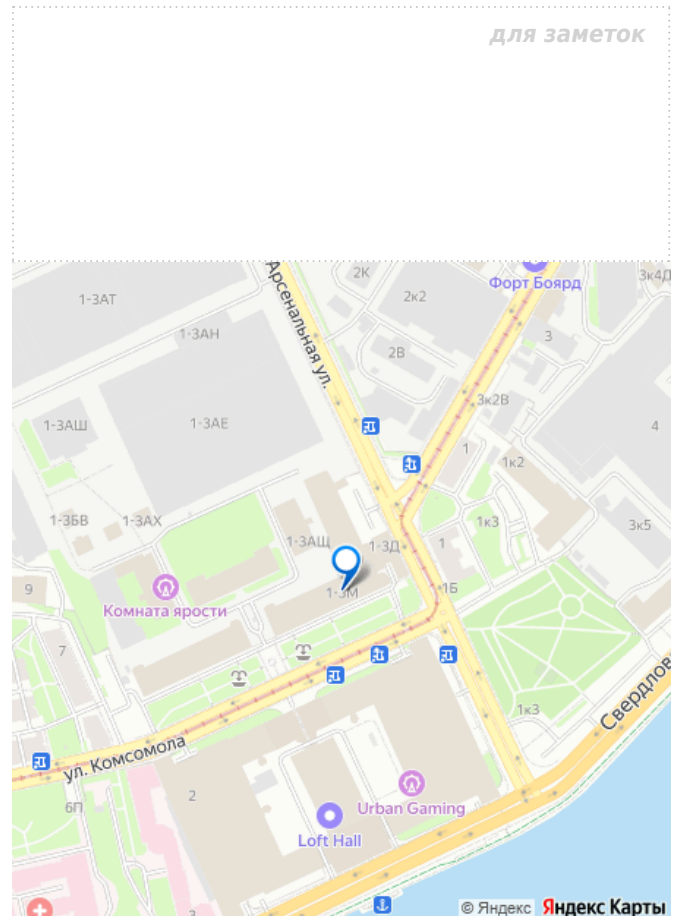 для заметок
Форт Боярд
2К
3к4Д
1-3АТ
2к2
Арсенальная ул.
1-3АН
3
2В
3к2В
1-3АШ
1-3АЕ
4
1
1к2
1-3БВ
1-3АХ
1к3
3к5
1-3АЩ
1-3Д
1
9
1-3М
1Б
Комната ярости
7
Свердлов
1к3
ул. Комсомола
2
Urban Gaming
6П
Loft Hall
3
© Яндекс Яндекс Карты